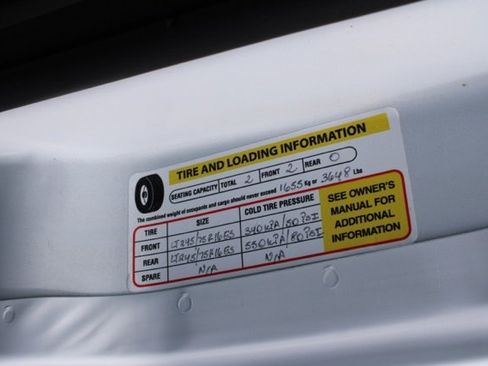 TIRE AND LOADING INFORMATION
SEATING CAPACITY TOTAL 2 FRONT 2 REAR 0
The combined weight of occupants and cargo should never exceed 1655 Kg or 3648 Lbs
TIRE SIZE COLD TIRE PRESSURE
FRONT LT245/75R16ES 340 KPA/50 PSI
REAR LT245/75R16ES 550 KPA/80 PSI
SPARE N/A N/A
SEE OWNER'S
MANUAL FOR
ADDITIONAL
INFORMATION